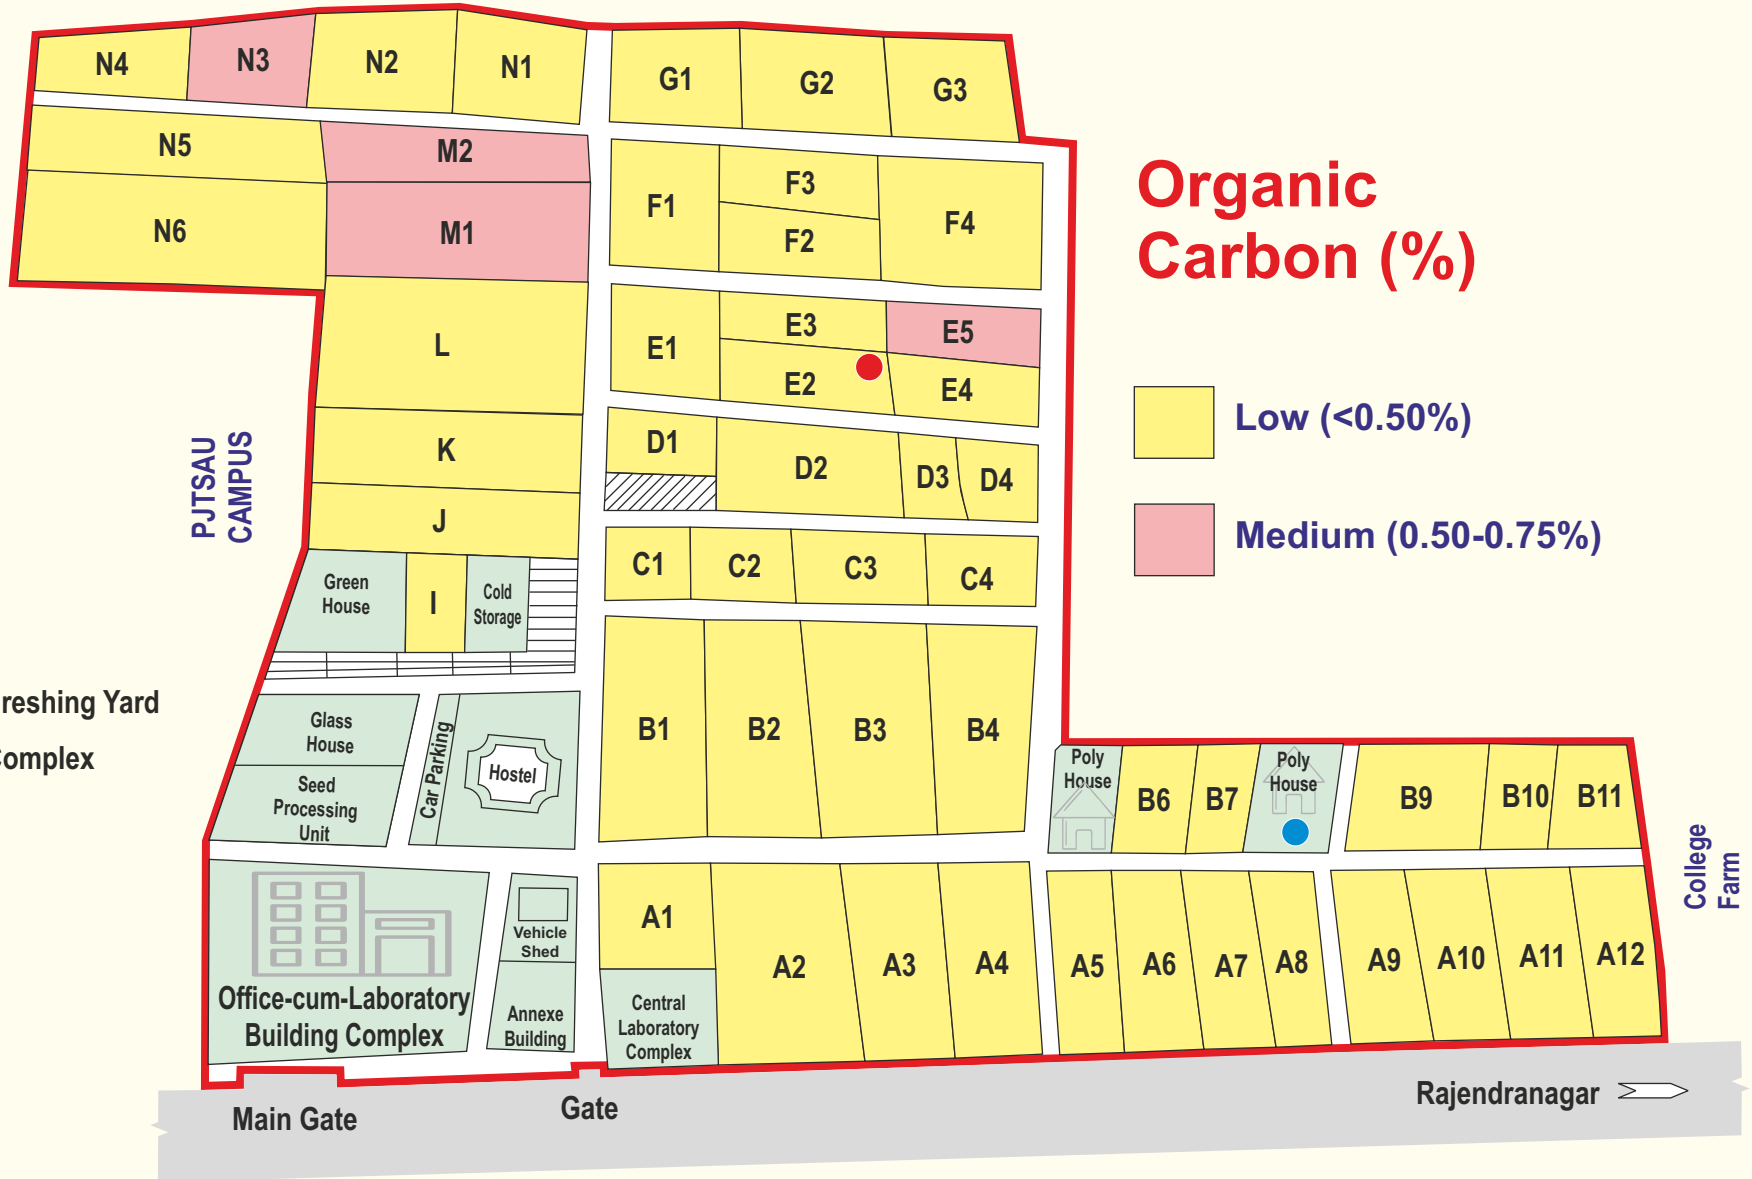 N4
N3
N2
N1
G1
G2
G3
N5
M2
N6
M1
F1
F3
F2
F4
Organic
Carbon (%)
L
E1
E3
E5
E2
E4
Low (<0.50%)
K
D1
D2
D3
D4
PJTSAU
CAMPUS
J
Medium (0.50-0.75%)
Green
House
I
Cold
Storage
C1
C2
C3
C4
reshing Yard
Complex
Glass
House
Seed
Processing
Unit
Car Parking
Hostel
B1
B2
B3
B4
Poly
House
B6
B7
Poly
House
B9
B10
B11
College
Farm
Office-cum-Laboratory
Building Complex
Vehicle
Shed
Annexe
Building
A1
Central
Laboratory
Complex
A2
A3
A4
A5
A6
A7
A8
A9
A10
A11
A12
Main Gate
Gate
Rajendranagar